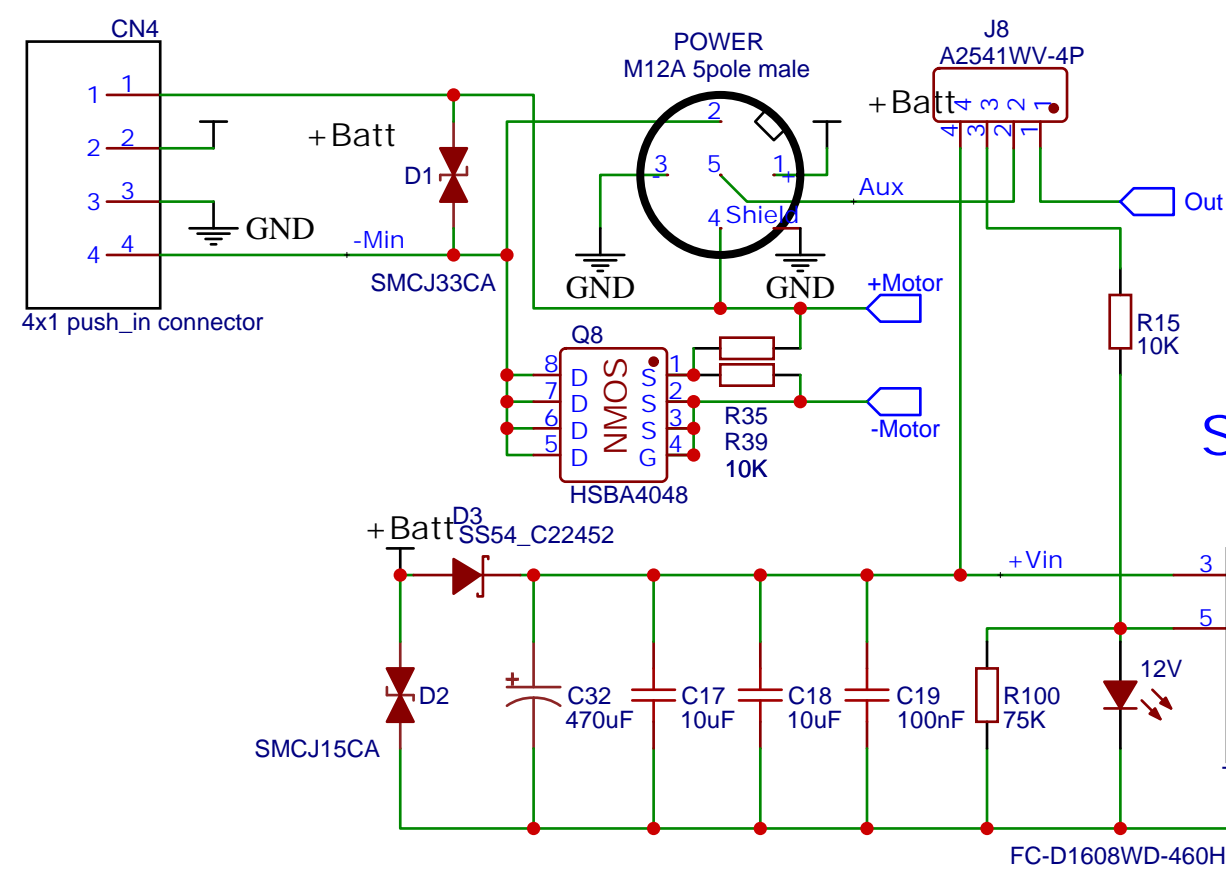 CN4
1 1
2 2
3 3
4 4
4x1 push_in connector
+Batt
GND
-Min
D1
SMCJ33CA
POWER
M12A 5pole male
2
3
-
5
1
+
4 Shield
GND
GND
Aux
J8
A2541WV-4P
+Batt
4 3 2 1
4 3 2 1
Out
+Motor
-Motor
R15
10K
Q8
NMOS
8 D S 1
7 D S 2
6 D S 3
5 D G 4
HSBA4048
R35
R39
10K
S
+Batt
D3
SS54_C22452
+Vin
3
5
D2
SMCJ15CA
+
C32
470uF
C17
10uF
C18
10uF
C19
100nF
R100
75K
12V
FC-D1608WD-460H